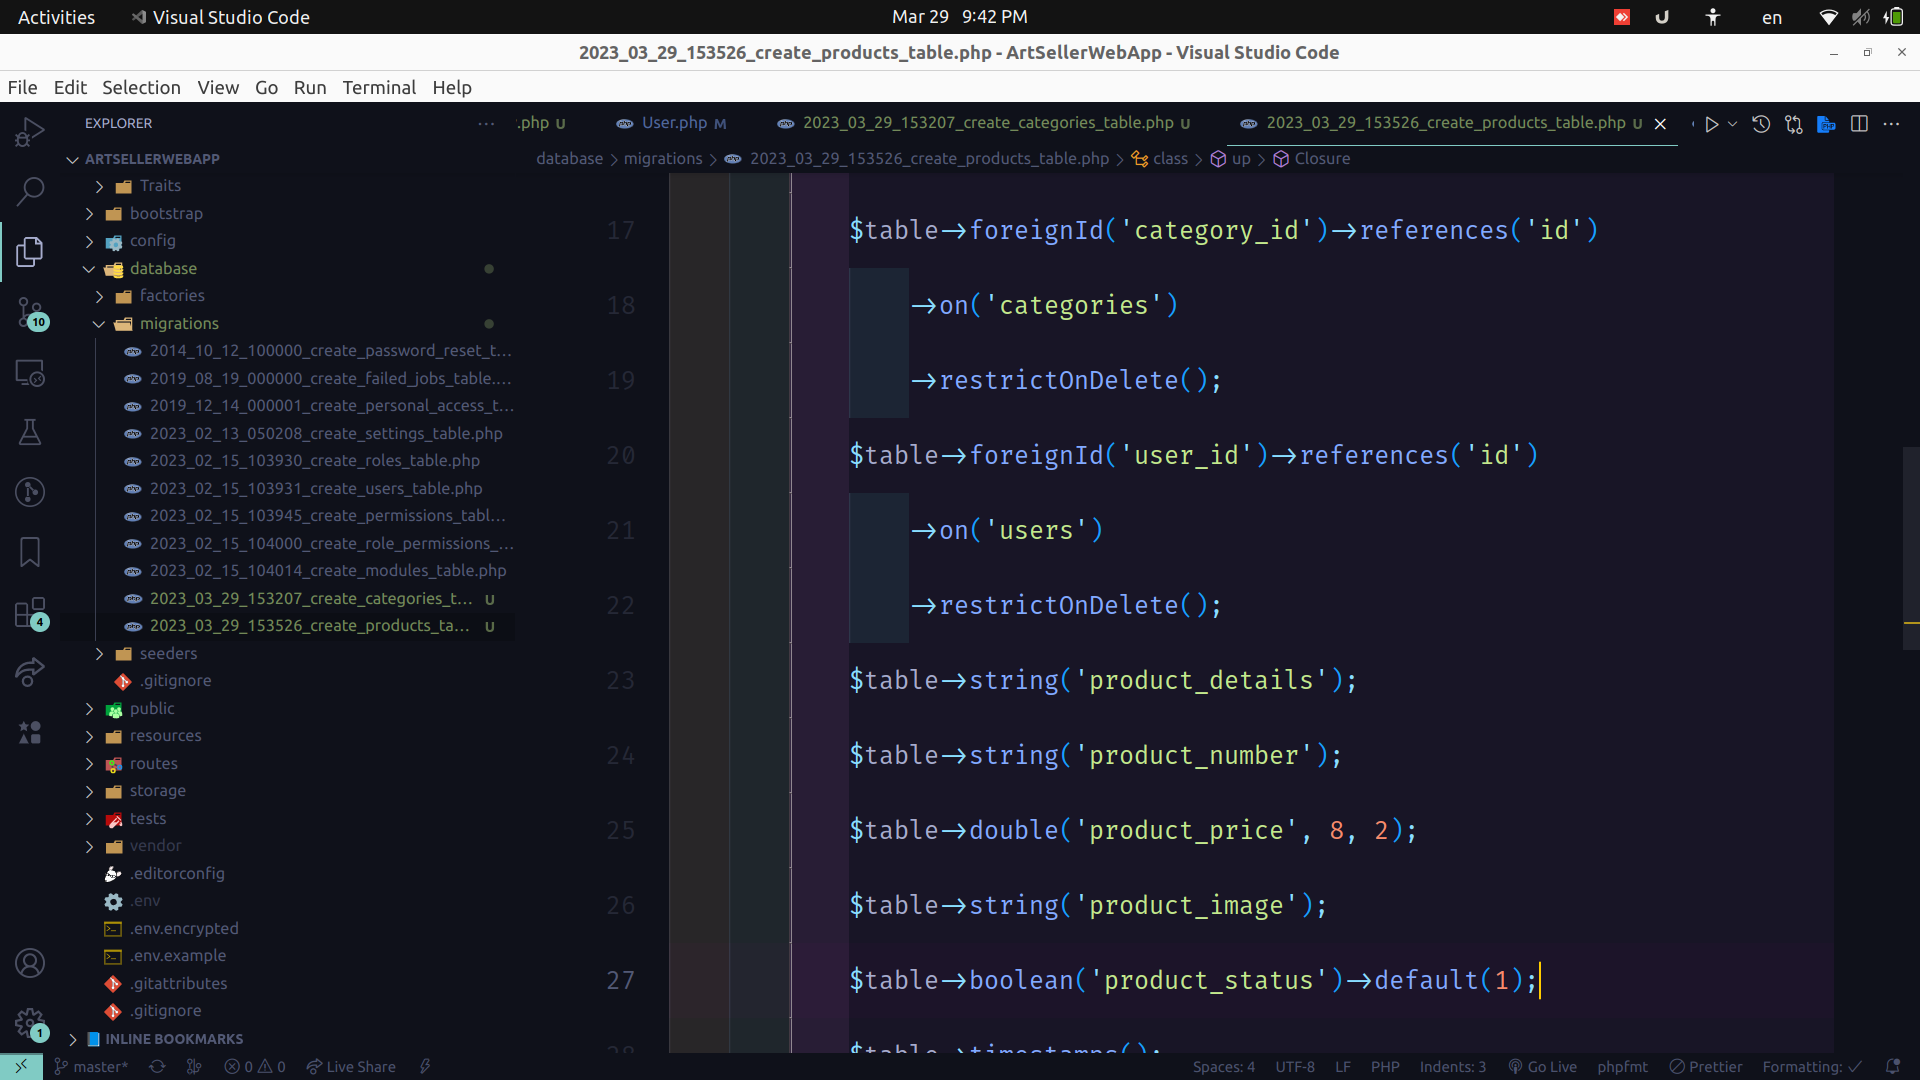 Activities
Visual Studio Code
Mar 29 9:42 PM
en
2023_03_29_153526_create_products_table.php - ArtSellerWebApp - Visual Studio Code
File Edit Selection View Go Run Terminal Help
EXPLORER
.php U
User.php M
2023_03_29_153207_create_categories_table.php U
2023_03_29_153526_create_products_table.php U
database > migrations > 2023_03_29_153526_create_products_table.php > class > up > Closure
ARTSELLERWEBAPP
Traits
bootstrap
config
database
factories
migrations
2014_10_12_100000_create_password_reset_t...
2019_08_19_000000_create_failed_jobs_table....
2019_12_14_000001_create_personal_access_t...
2023_02_13_050208_create_settings_table.php
2023_02_15_103930_create_roles_table.php
2023_02_15_103931_create_users_table.php
2023_02_15_103945_create_permissions_tabl...
2023_02_15_104000_create_role_permissions_...
2023_02_15_104014_create_modules_table.php
2023_03_29_153207_create_categories_t... U
2023_03_29_153526_create_products_ta... U
seeders
.gitignore
public
resources
routes
storage
tests
vendor
.editorconfig
.env
.env.encrypted
.env.example
.gitattributes
.gitignore
INLINE BOOKMARKS
10
4
1
17 $table->foreignId('category_id')->references('id')
18 ->on('categories')
19 ->restrictOnDelete();
20 $table->foreignId('user_id')->references('id')
21 ->on('users')
22 ->restrictOnDelete();
23 $table->string('product_details');
24 $table->string('product_number');
25 $table->double('product_price', 8, 2);
26 $table->string('product_image');
27 $table->boolean('product_status')->default(1);
28 $table->timestamps();
master* 0 0 Live Share
Spaces: 4 UTF-8 LF PHP Indents: 3 Go Live phpfmt Prettier Formatting: ✓